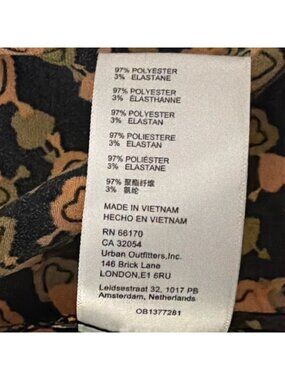 97% POLYESTER
3% ELASTANE
97% POLYESTER
3% ÉLASTHANNE
97% POLYESTER
3% ELASTAN
97% POLIESTERE
3% ELASTAN
97% POLIÉSTER
3% ELASTANE
97% 聚酯纤维
3% 氨纶
MADE IN VIETNAM
HECHO EN VIETNAM
RN 66170
CA 32054
Urban Outfitters,Inc.
146 Brick Lane
LONDON,E1 6RU
Leidsestraat 32, 1017 PB
Amsterdam, Netherlands
OB1377281